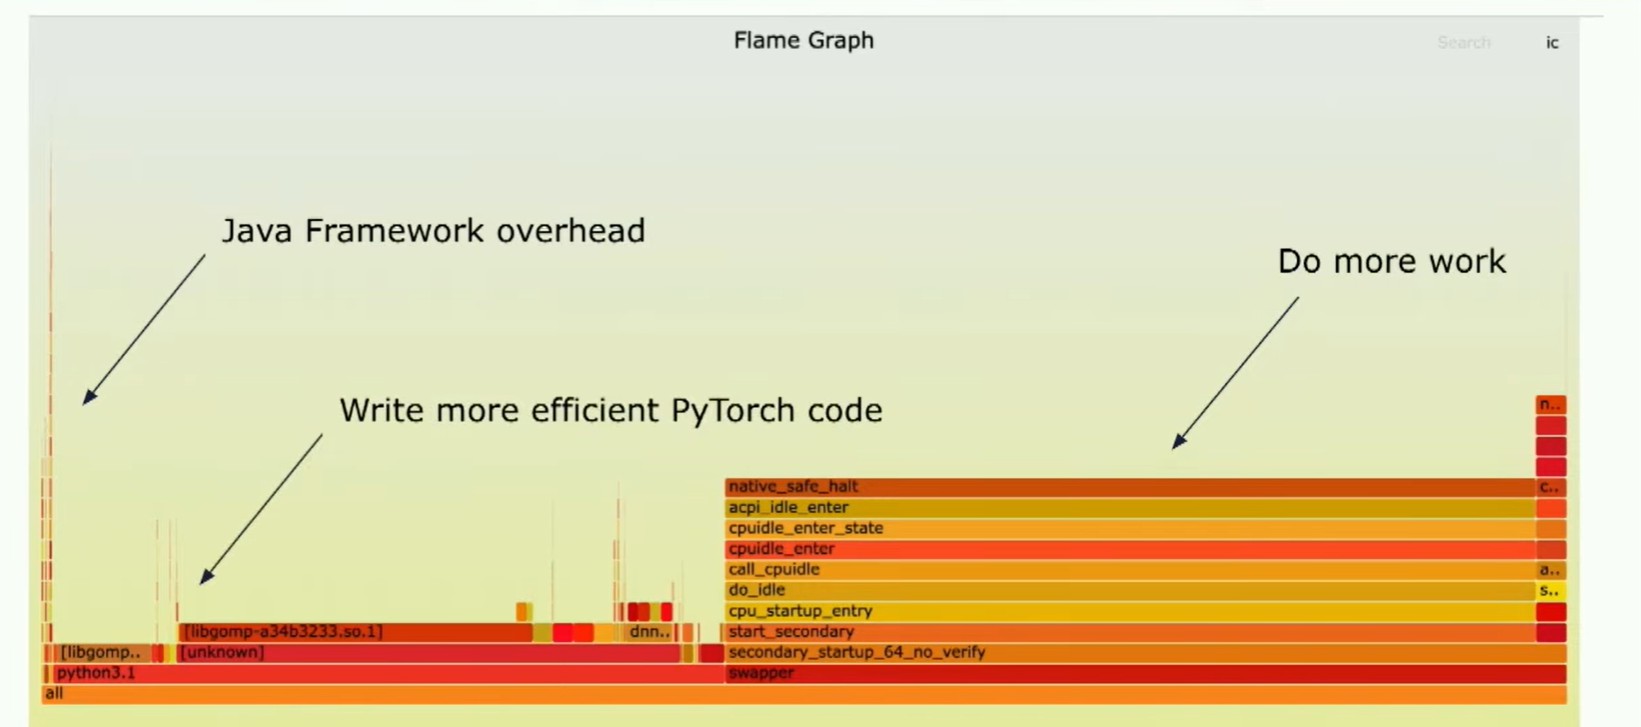 Flame Graph
Search
ic
Java Framework overhead
Do more work
Write more efficient PyTorch code
n..
native_safe_halt
c..
acpi_idle_enter
cpuidle_enter_state
cpuidle_enter
call_cpuidle
a..
do_idle
s..
cpu_startup_entry
[libgomp-a34b3233.so.1]
dnn..
start_secondary
[libgomp..
[unknown]
secondary_startup_64_no_verify
python3.1
swapper
all